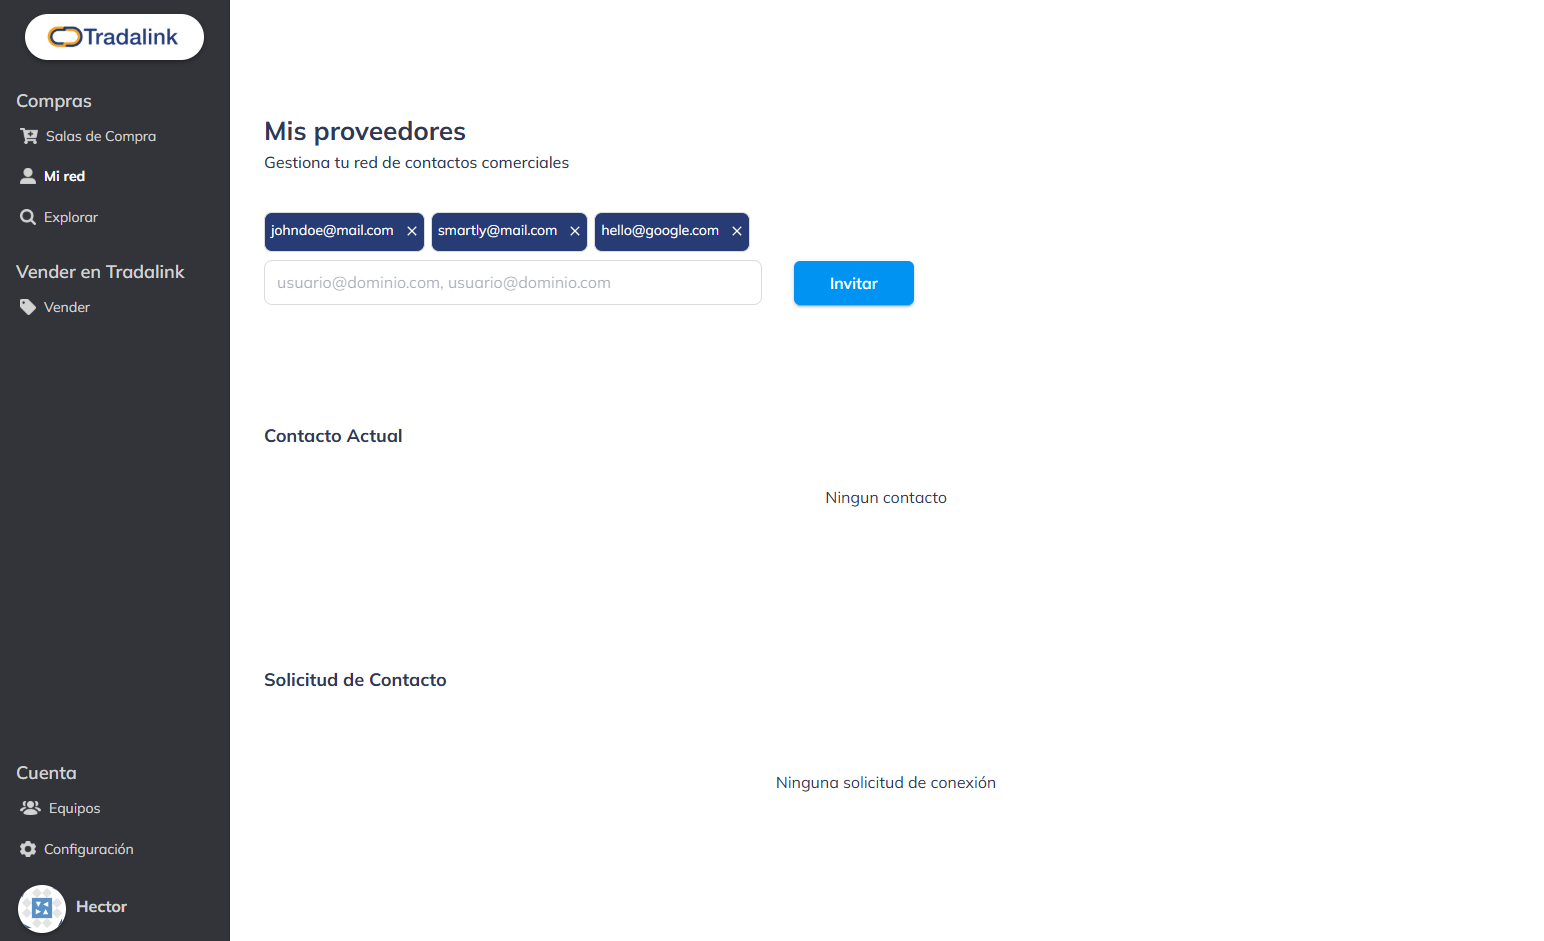 Tradalink
Compras
Salas de Compra
Mi red
Explorar
Vender en Tradalink
Vender
Cuenta
Equipos
Configuración
Hector
Mis proveedores
Gestiona tu red de contactos comerciales
johndoe@mail.com × smartly@mail.com × hello@google.com ×
usuario@dominio.com, usuario@dominio.com
Invitar
Contacto Actual
Ningun contacto
Solicitud de Contacto
Ninguna solicitud de conexión